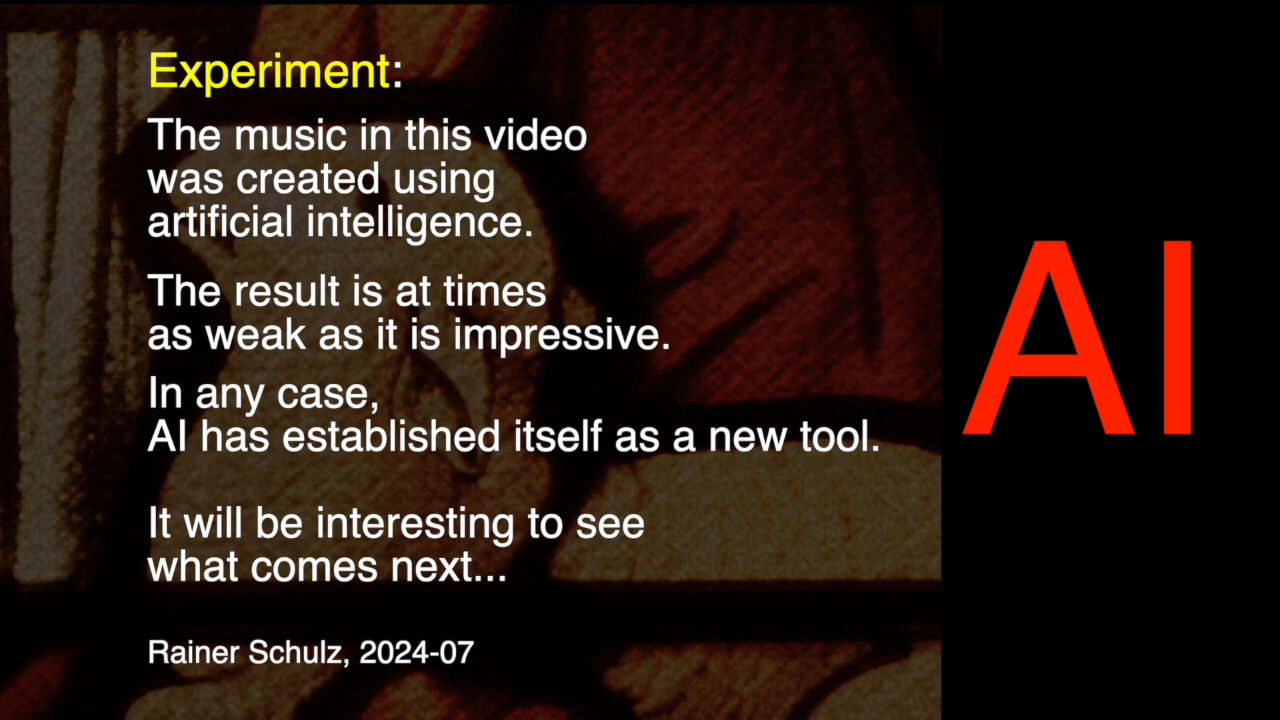 Experiment:
The music in this video
was created using
artificial intelligence.
The result is at times
as weak as it is impressive.
In any case,
AI has established itself as a new tool.
It will be interesting to see
what comes next...
Rainer Schulz, 2024-07
AI